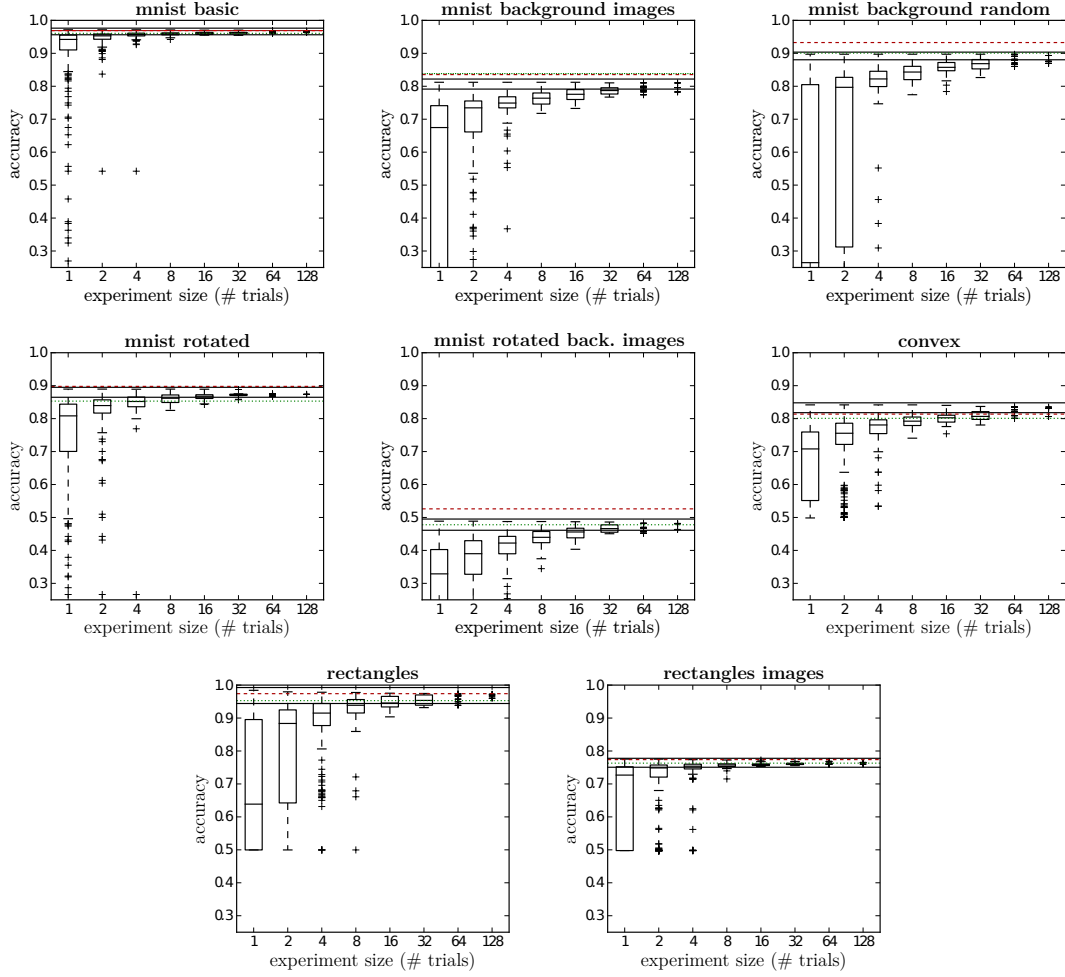 mnist basic
1.0
0.9
0.8
0.7
0.6
0.5
0.4
0.3
accuracy
1 2 4 8 16 32 64 128
experiment size (# trials)
mnist background images
1.0
0.9
0.8
0.7
0.6
0.5
0.4
0.3
accuracy
1 2 4 8 16 32 64 128
experiment size (# trials)
mnist background random
1.0
0.9
0.8
0.7
0.6
0.5
0.4
0.3
accuracy
1 2 4 8 16 32 64 128
experiment size (# trials)
mnist rotated
1.0
0.9
0.8
0.7
0.6
0.5
0.4
0.3
accuracy
1 2 4 8 16 32 64 128
experiment size (# trials)
mnist rotated back. images
1.0
0.9
0.8
0.7
0.6
0.5
0.4
0.3
accuracy
1 2 4 8 16 32 64 128
experiment size (# trials)
convex
1.0
0.9
0.8
0.7
0.6
0.5
0.4
0.3
accuracy
1 2 4 8 16 32 64 128
experiment size (# trials)
rectangles
1.0
0.9
0.8
0.7
0.6
0.5
0.4
0.3
accuracy
1 2 4 8 16 32 64 128
experiment size (# trials)
rectangles images
1.0
0.9
0.8
0.7
0.6
0.5
0.4
0.3
accuracy
1 2 4 8 16 32 64 128
experiment size (# trials)